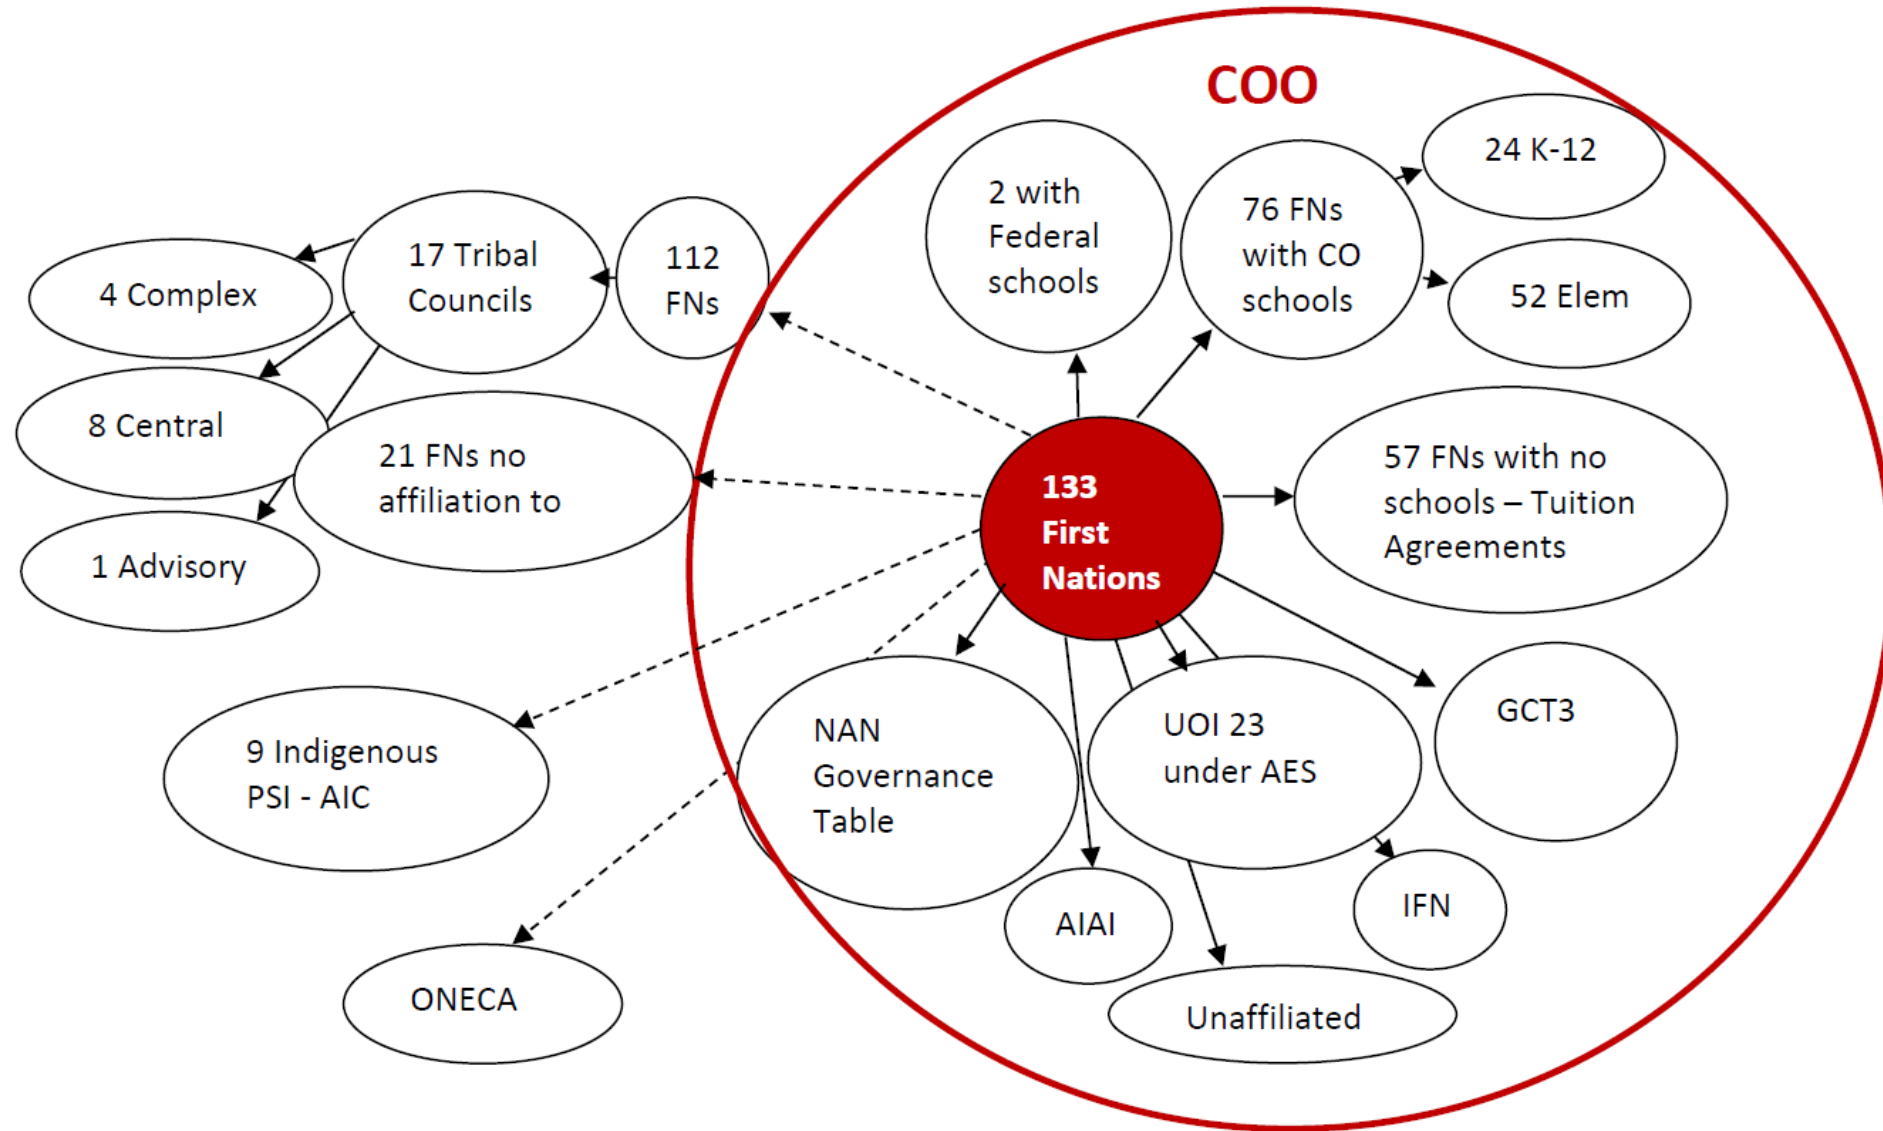 COO
24 K-12
2 with
Federal
schools
76 FNs
with CO
schools
17 Tribal
Councils
112
FNs
4 Complex
52 Elem
8 Central
21 FNs no
affiliation to
57 FNs with no
schools – Tuition
Agreements
133
First
Nations
1 Advisory
9 Indigenous
PSI - AIC
NAN
Governance
Table
UOI 23
under AES
GCT3
AIAI
IFN
ONECA
Unaffiliated